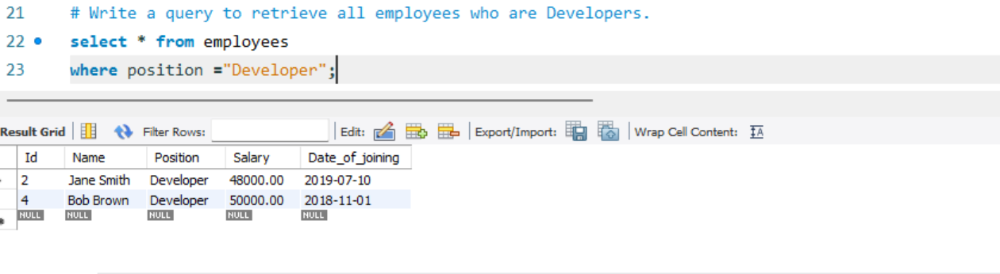 21 # Write a query to retrieve all employees who are Developers.
22 select * from employees
23 where position ="Developer";
Result Grid Filter Rows: Edit: Export/Import: Wrap Cell Content: IA
Id Name Position Salary Date_of_joining
2 Jane Smith Developer 48000.00 2019-07-10
4 Bob Brown Developer 50000.00 2018-11-01
NULL NULL NULL NULL NULL